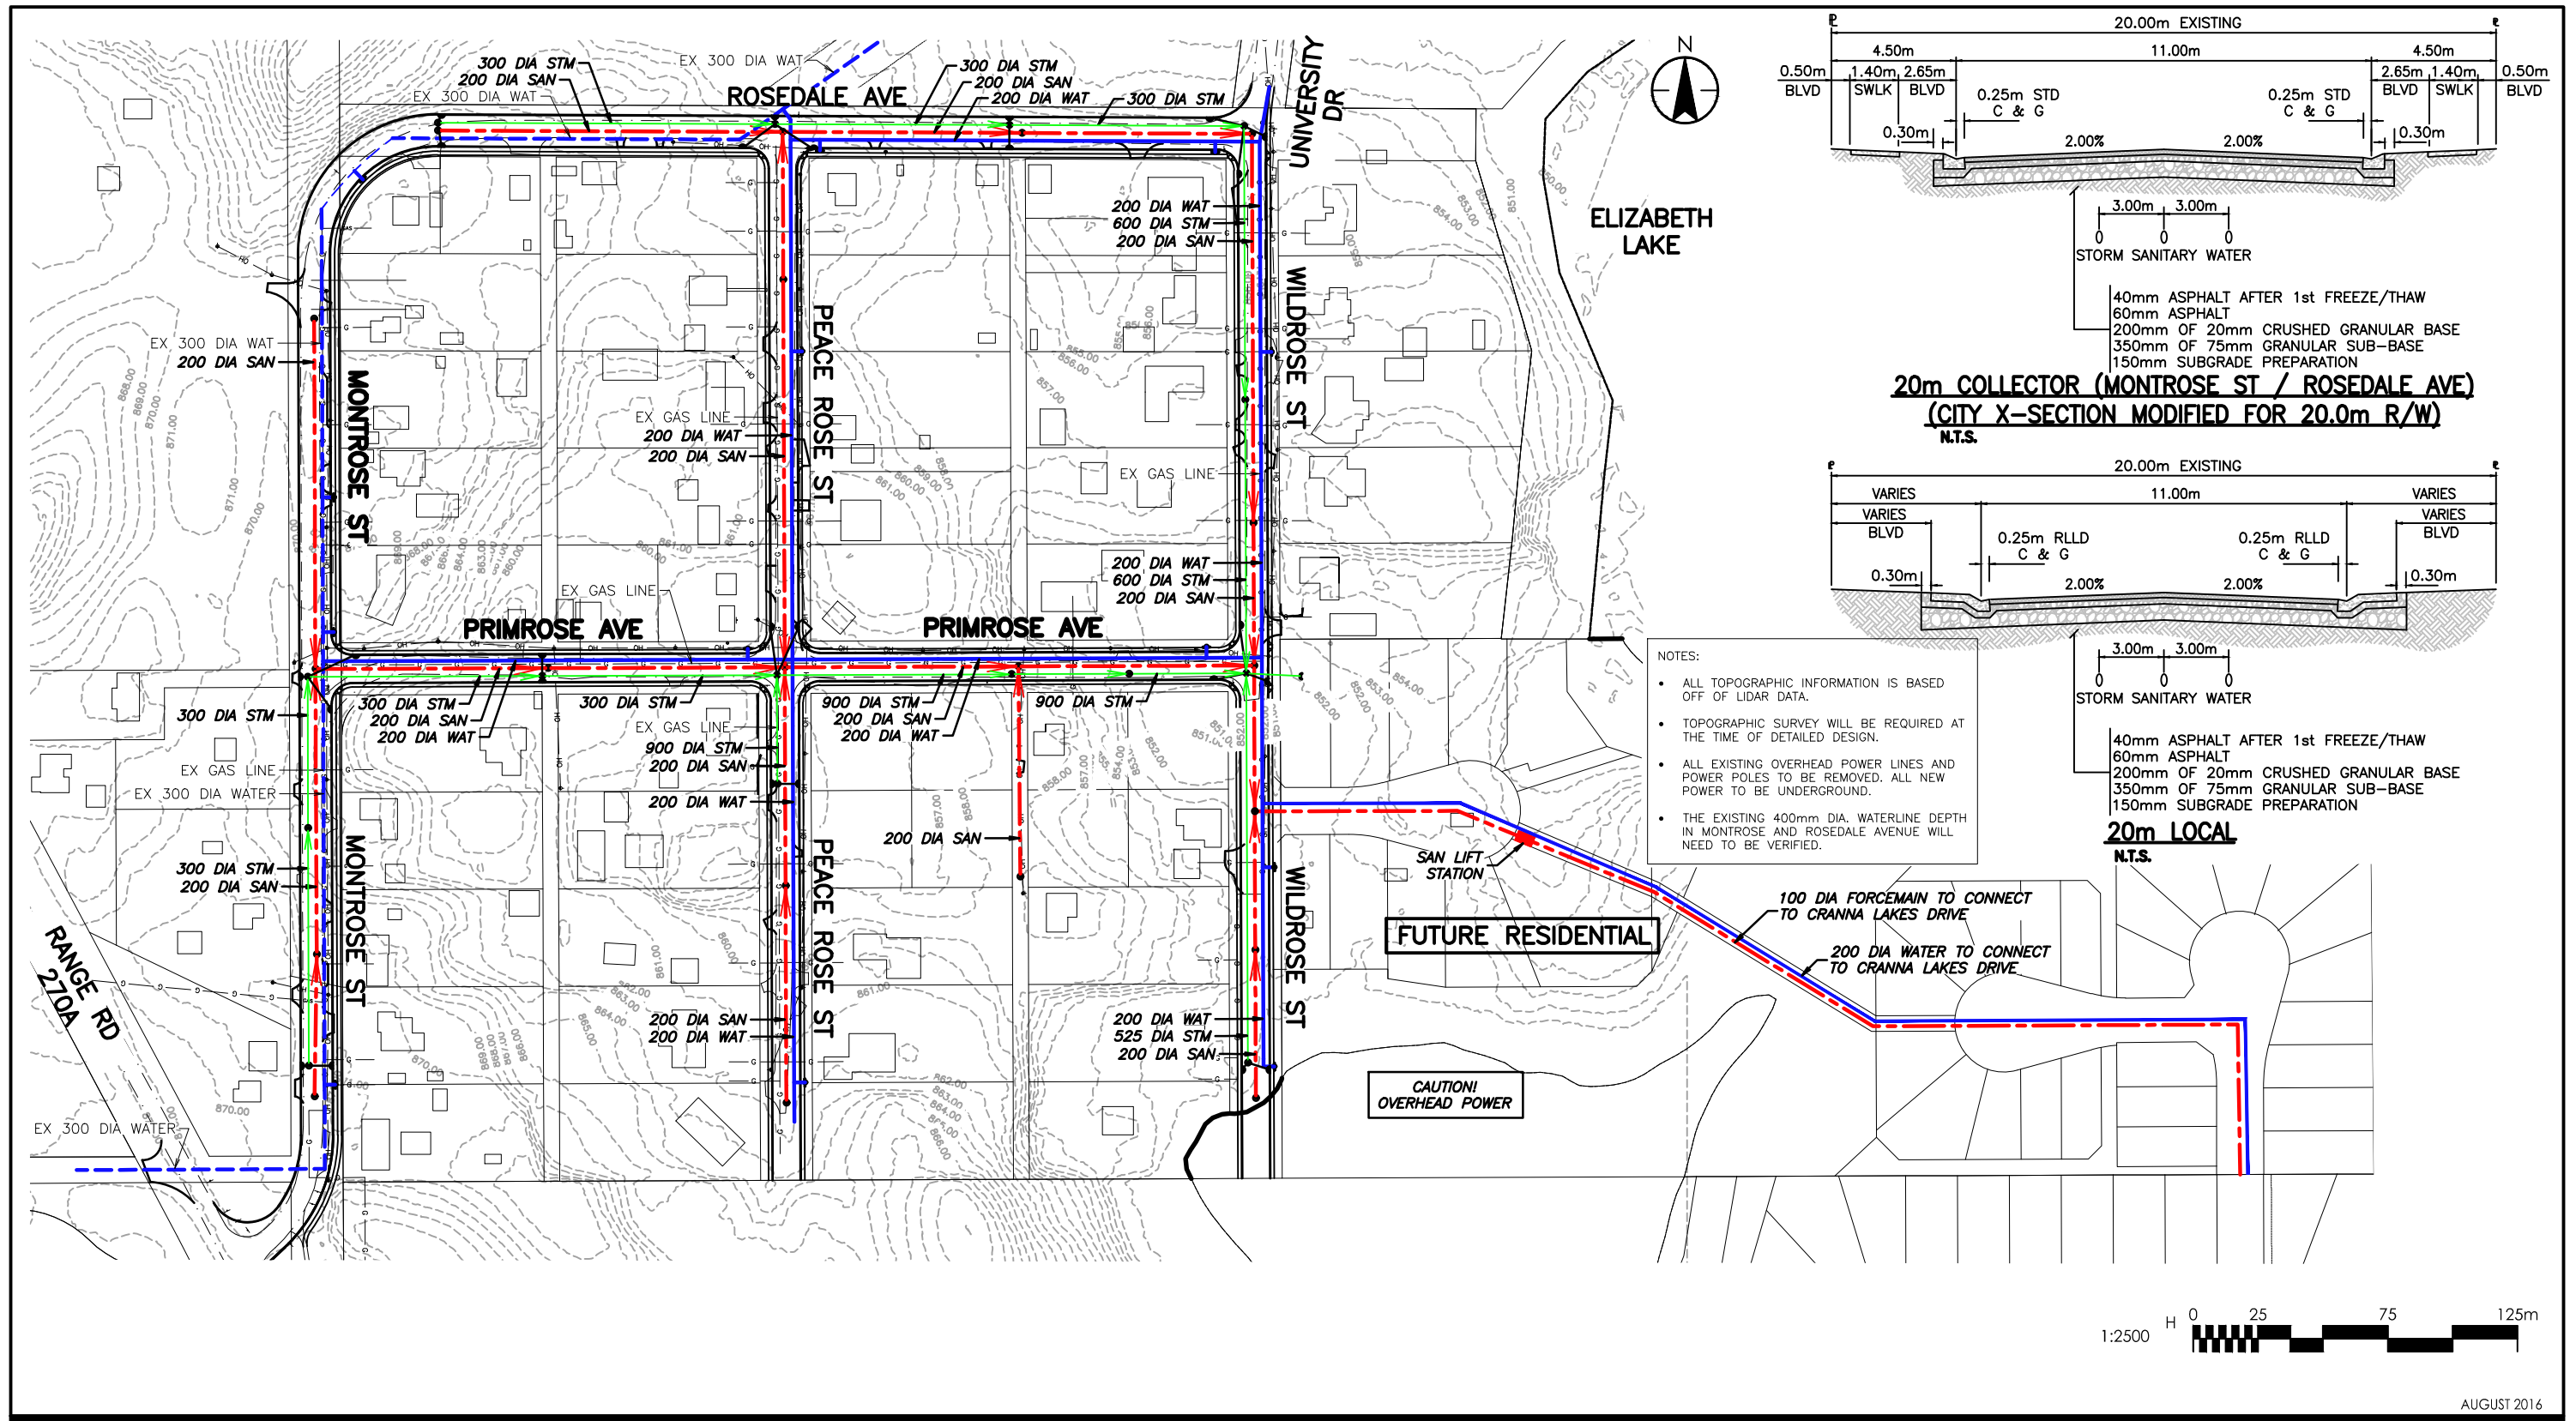 EX 300 DIA WAT
300 DIA STM
200 DIA SAN
EX 300 DIA WAT
ROSEDALE AVE
300 DIA STM
200 DIA SAN
200 DIA WAT
300 DIA STM
UNIVERSITY
DR
N
ELIZABETH
LAKE
200 DIA WAT
600 DIA STM
200 DIA SAN
WILDROSE ST
PEACE ROSE ST
MONTROSE ST
EX 300 DIA WAT
200 DIA SAN
EX GAS LINE
200 DIA WAT
200 DIA SAN
EX GAS LINE
200 DIA WAT
600 DIA STM
200 DIA SAN
EX GAS LINE
PRIMROSE AVE
PRIMROSE AVE
300 DIA STM
300 DIA STM
200 DIA SAN
200 DIA WAT
300 DIA STM
EX GAS LINE
900 DIA STM
200 DIA SAN
200 DIA WAT
900 DIA STM
200 DIA SAN
200 DIA WAT
900 DIA STM
EX GAS LINE
EX 300 DIA WATER
200 DIA SAN
300 DIA STM
200 DIA SAN
MONTROSE ST
PEACE ROSE ST
WILDROSE ST
RANGE RD
270A
200 DIA SAN
200 DIA WAT
200 DIA WAT
525 DIA STM
200 DIA SAN
EX 300 DIA WATER
SAN LIFT
STATION
FUTURE RESIDENTIAL
CAUTION!
OVERHEAD POWER
100 DIA FORCEMAIN TO CONNECT
TO CRANNA LAKES DRIVE
200 DIA WATER TO CONNECT
TO CRANNA LAKES DRIVE
NOTES:
• ALL TOPOGRAPHIC INFORMATION IS BASED
OFF OF LIDAR DATA.
• TOPOGRAPHIC SURVEY WILL BE REQUIRED AT
THE TIME OF DETAILED DESIGN.
• ALL EXISTING OVERHEAD POWER LINES AND
POWER POLES TO BE REMOVED. ALL NEW
POWER TO BE UNDERGROUND.
• THE EXISTING 400mm DIA. WATERLINE DEPTH
IN MONTROSE AND ROSEDALE AVENUE WILL
NEED TO BE VERIFIED.
20.00m EXISTING
4.50m 11.00m 4.50m
0.50m 1.40m 2.65m 2.65m 1.40m 0.50m
BLVD SWLK BLVD BLVD SWLK BLVD
0.25m STD 0.25m STD
C & G C & G
0.30m 2.00% 2.00% 0.30m
3.00m 3.00m
STORM SANITARY WATER
40mm ASPHALT AFTER 1st FREEZE/THAW
60mm ASPHALT
200mm OF 20mm CRUSHED GRANULAR BASE
350mm OF 75mm GRANULAR SUB-BASE
150mm SUBGRADE PREPARATION
20m COLLECTOR (MONTROSE ST / ROSEDALE AVE)
(CITY X-SECTION MODIFIED FOR 20.0m R/W)
N.T.S.
20.00m EXISTING
VARIES 11.00m VARIES
VARIES VARIES
BLVD BLVD
0.25m RLLD 0.25m RLLD
C & G C & G
0.30m 2.00% 2.00% 0.30m
3.00m 3.00m
STORM SANITARY WATER
40mm ASPHALT AFTER 1st FREEZE/THAW
60mm ASPHALT
200mm OF 20mm CRUSHED GRANULAR BASE
350mm OF 75mm GRANULAR SUB-BASE
150mm SUBGRADE PREPARATION
20m LOCAL
N.T.S.
1:2500 H 0 25 75 125m
AUGUST 2016